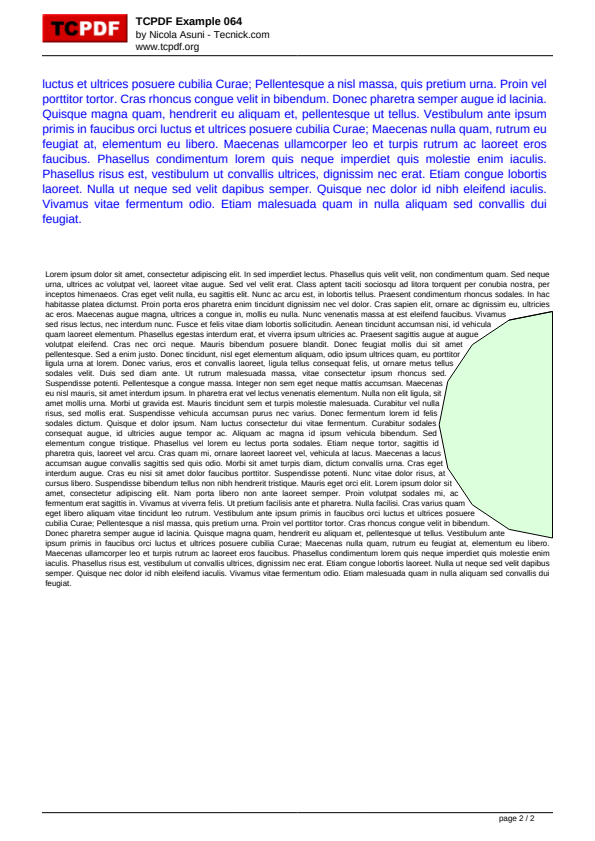 TCPDF
TCPDF Example 064
by Nicola Asuni - Tecnick.com
www.tcpdf.org
luctus et ultrices posuere cubilia Curae; Pellentesque a nisl massa, quis pretium urna. Proin vel
porttitor tortor. Cras rhoncus congue velit in bibendum. Donec pharetra semper augue id lacinia.
Quisque magna quam, hendrerit eu aliquam et, pellentesque ut tellus. Vestibulum ante ipsum
primis in faucibus orci luctus et ultrices posuere cubilia Curae; Maecenas nulla quam, rutrum eu
feugiat at, elementum eu libero. Maecenas ullamcorper leo et turpis rutrum ac laoreet eros
faucibus. Phasellus condimentum lorem quis neque imperdiet quis molestie enim iaculis.
Phasellus risus est, vestibulum ut convallis ultrices, dignissim nec erat. Etiam congue lobortis
laoreet. Nulla ut neque sed velit dapibus semper. Quisque nec dolor id nibh eleifend iaculis.
Vivamus vitae fermentum odio. Etiam malesuada quam in nulla aliquam sed convallis dui
feugiat.
Lorem ipsum dolor sit amet, consectetur adipiscing elit. In sed imperdiet lectus. Phasellus quis velit velit, non condimentum quam. Sed neque
urna, ultrices ac volutpat vel, laoreet vitae augue. Sed vel velit erat. Class aptent taciti sociosqu ad litora torquent per conubia nostra, per
inceptos himenaeos. Cras eget velit nulla, eu sagittis elit. Nunc ac arcu est, in lobortis tellus. Praesent condimentum rhoncus sodales. In hac
habitasse platea dictumst. Proin porta eros pharetra enim tincidunt dignissim nec vel dolor. Cras sapien elit, ornare ac dignissim eu, ultricies
ac eros. Maecenas augue magna, ultrices a congue in, mollis eu nulla. Nunc venenatis massa at est eleifend faucibus. Vivamus
sed risus lectus, nec interdum nunc. Fusce et felis vitae diam lobortis sollicitudin. Aenean tincidunt accumsan nisi, id vehicula
quam laoreet elementum. Phasellus egestas interdum erat, et viverra ipsum ultricies ac. Praesent sagittis augue at augue
volutpat eleifend. Cras nec orci neque. Mauris bibendum posuere blandit. Donec feugiat mollis dui sit amet
pellentesque. Sed a enim justo. Donec tincidunt, nisl eget elementum aliquam, odio ipsum ultrices quam, eu porttitor
ligula urna at lorem. Donec varius, eros et convallis laoreet, ligula tellus consequat felis, ut ornare metus tellus
sodales velit. Duis sed diam ante. Ut rutrum malesuada massa, vitae consectetur ipsum rhoncus sed.
Suspendisse potenti. Pellentesque a congue massa. Integer non sem eget neque mattis accumsan. Maecenas
eu nisl mauris, sit amet interdum ipsum. In pharetra erat vel lectus venenatis elementum. Nulla non elit ligula, sit
amet mollis urna. Morbi ut gravida est. Mauris tincidunt sem et turpis molestie malesuada. Curabitur vel nulla
risus, sed mollis erat. Suspendisse vehicula accumsan purus nec varius. Donec fermentum lorem id felis
sodales dictum. Quisque et dolor ipsum. Nam luctus consectetur dui vitae fermentum. Curabitur sodales
consequat augue, id ultricies augue tempor ac. Aliquam ac magna id ipsum vehicula bibendum. Sed
elementum congue tristique. Phasellus vel lorem eu lectus porta sodales. Etiam neque tortor, sagittis id
pharetra quis, laoreet vel arcu. Cras quam mi, ornare laoreet laoreet vel, vehicula at lacus. Maecenas a lacus
accumsan augue convallis sagittis sed quis odio. Morbi sit amet turpis diam, dictum convallis urna. Cras eget
interdum augue. Cras eu nisi sit amet dolor faucibus porttitor. Suspendisse potenti. Nunc vitae dolor risus, at
cursus libero. Suspendisse bibendum tellus non nibh hendrerit tristique. Mauris eget orci elit. Lorem ipsum dolor sit
amet, consectetur adipiscing elit. Nam porta libero non ante laoreet semper. Proin volutpat sodales mi, ac
fermentum erat sagittis in. Vivamus at viverra felis. Ut pretium facilisis ante et pharetra. Nulla facilisi. Cras varius quam
eget libero aliquam vitae tincidunt leo rutrum. Vestibulum ante ipsum primis in faucibus orci luctus et ultrices posuere
cubilia Curae; Pellentesque a nisl massa, quis pretium urna. Proin vel porttitor tortor. Cras rhoncus congue velit in bibendum.
Donec pharetra semper augue id lacinia. Quisque magna quam, hendrerit eu aliquam et, pellentesque ut tellus. Vestibulum ante
ipsum primis in faucibus orci luctus et ultrices posuere cubilia Curae; Maecenas nulla quam, rutrum eu feugiat at, elementum eu libero.
Maecenas ullamcorper leo et turpis rutrum ac laoreet eros faucibus. Phasellus condimentum lorem quis neque imperdiet quis molestie enim
iaculis. Phasellus risus est, vestibulum ut convallis ultrices, dignissim nec erat. Etiam congue lobortis laoreet. Nulla ut neque sed velit dapibus
semper. Quisque nec dolor id nibh eleifend iaculis. Vivamus vitae fermentum odio. Etiam malesuada quam in nulla aliquam sed convallis dui
feugiat.
page 2 / 2